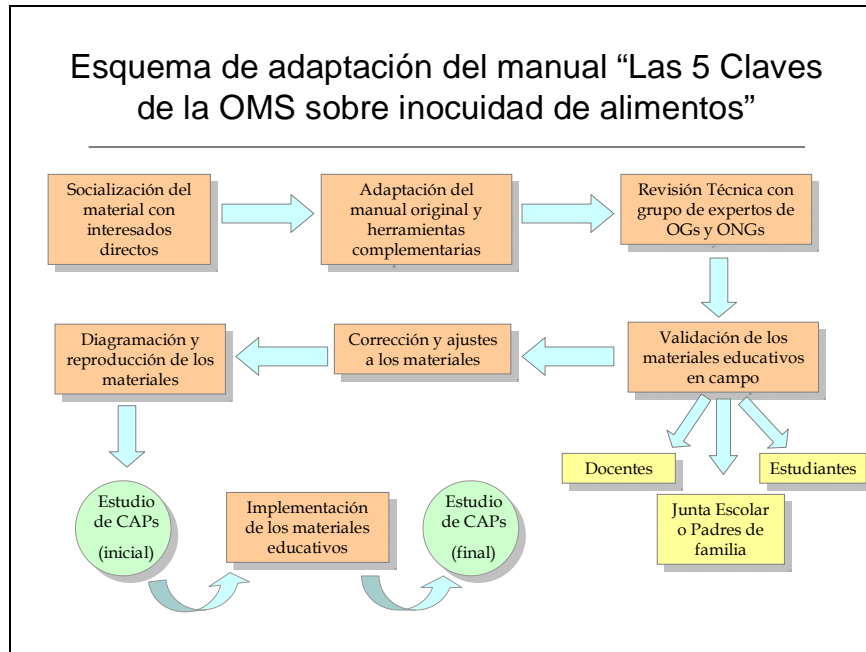 Esquema de adaptación del manual “Las 5 Claves
de la OMS sobre inocuidad de alimentos”
Socialización del
material con
interesados
directos
Adaptación del
manual original y
herramientas
complementarias
Revisión Técnica con
grupo de expertos de
OGs y ONGs
Diagramación y
reproducción de los
materiales
Corrección y ajustes
a los materiales
Validación de los
materiales educativos
en campo
Docentes
Estudiantes
Junta Escolar
o Padres de
familia
Estudio
de CAPs
(inicial)
Implementación
de los materiales
educativos
Estudio
de CAPs
(final)